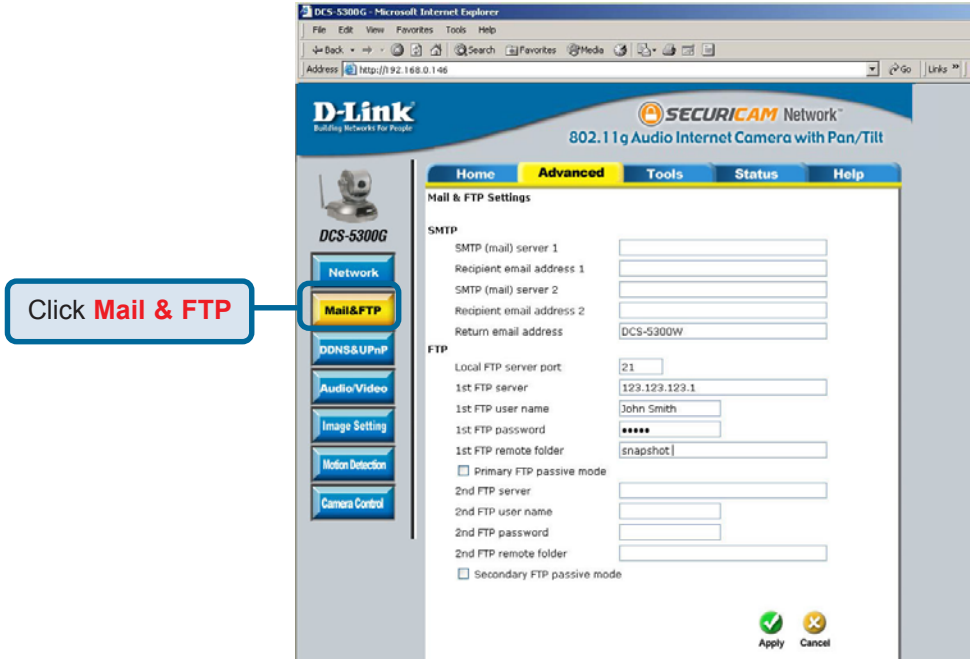 DCS-5300G - Microsoft Internet Explorer
File Edit View Favorites Tools Help
Back Search Favorites Media
Address http://192.168.0.146 Go Links »
D-Link
Building Networks for People
SECURICAM Network™
802.11g Audio Internet Camera with Pan/Tilt
Home Advanced Tools Status Help
DCS-5300G
Network
Mail&FTP
DDNS&UPnP
Audio/Video
Image Setting
Motion Detection
Camera Control
Click Mail & FTP
Mail & FTP Settings
SMTP
SMTP (mail) server 1
Recipient email address 1
SMTP (mail) server 2
Recipient email address 2
Return email address DCS-5300W
FTP
Local FTP server port 21
1st FTP server 123.123.123.1
1st FTP user name John Smith
1st FTP password •••••
1st FTP remote folder snapshot
Primary FTP passive mode
2nd FTP server
2nd FTP user name
2nd FTP password
2nd FTP remote folder
Secondary FTP passive mode
Apply Cancel